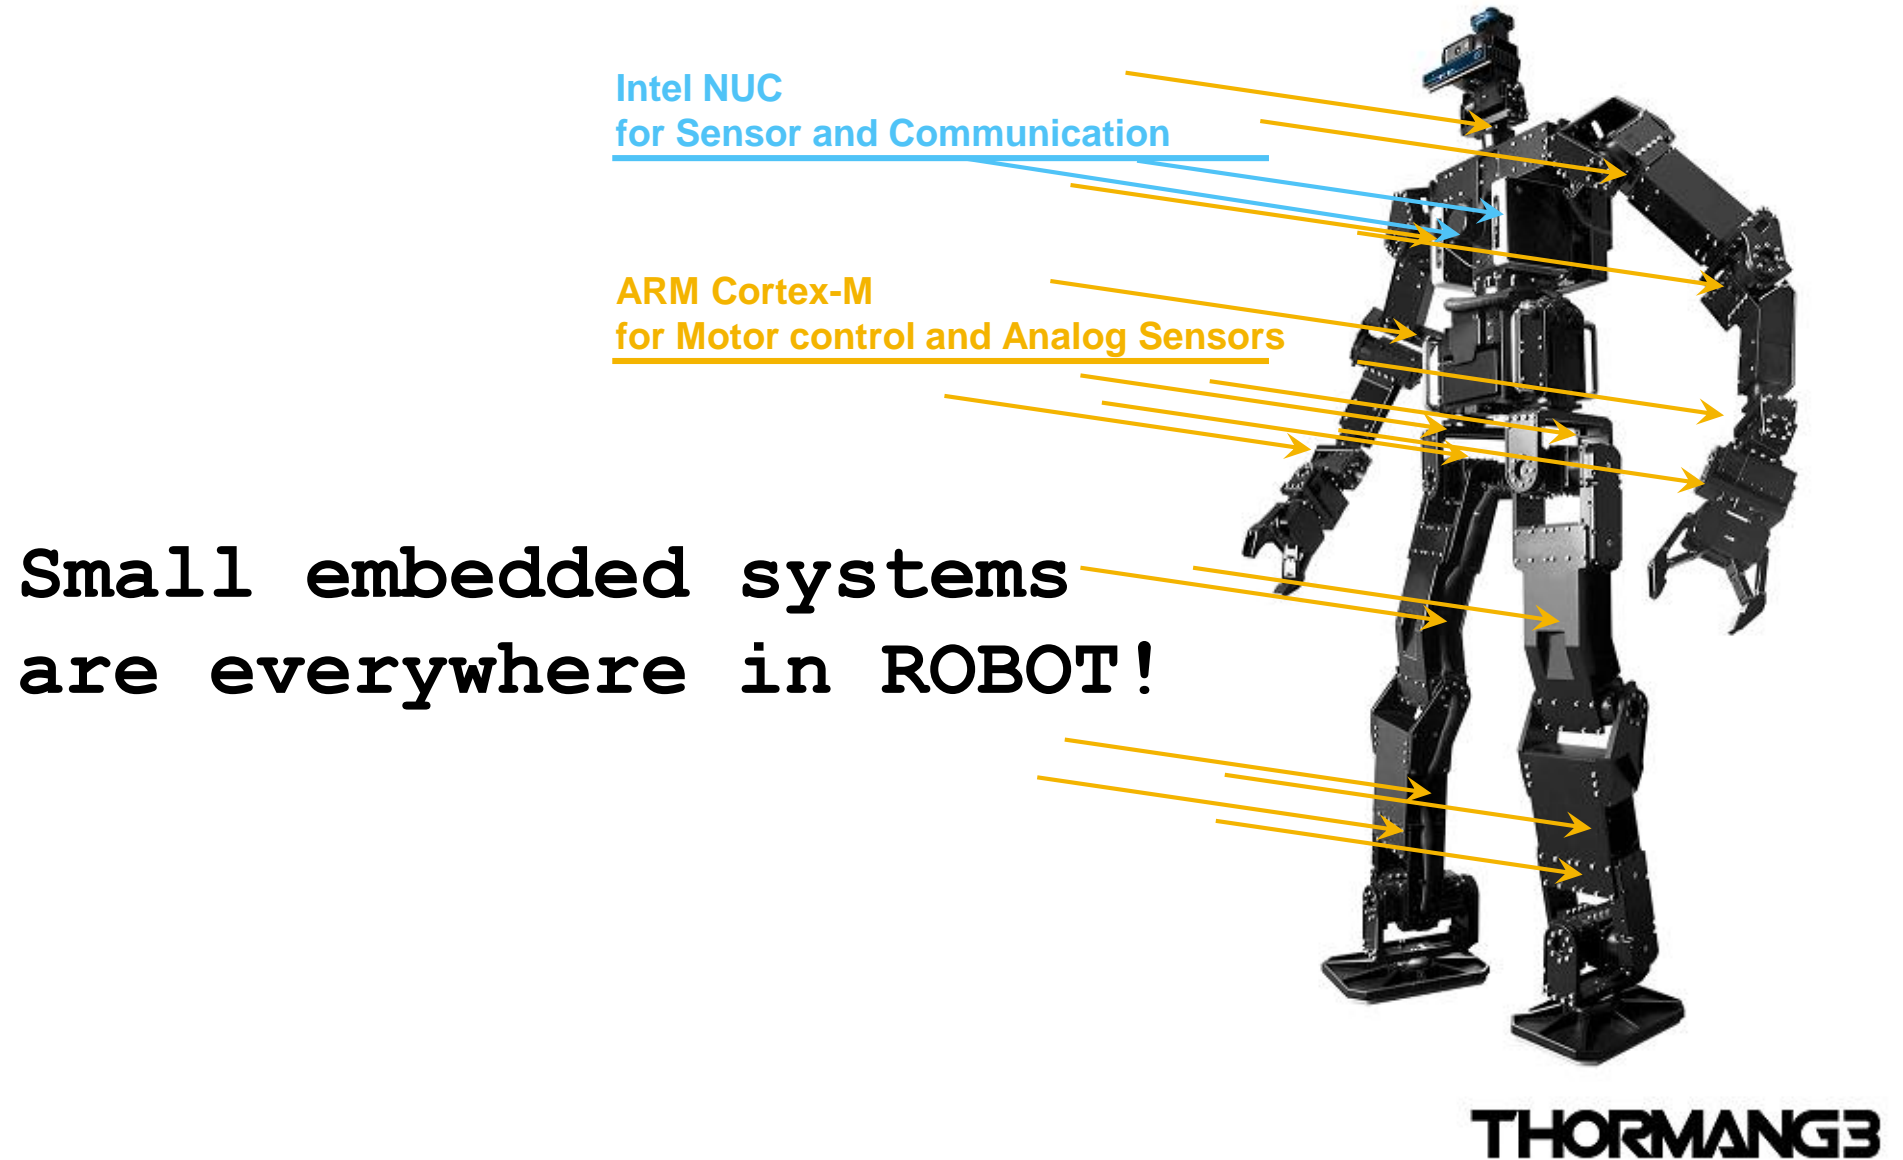 Intel NUC
for Sensor and Communication
ARM Cortex-M
for Motor control and Analog Sensors
Small embedded systems
are everywhere in ROBOT!
THORMANG3